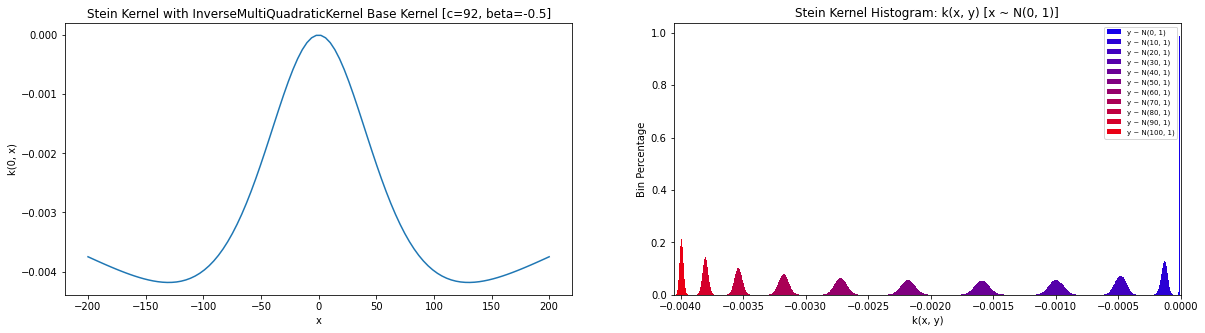 Stein Kernel with InverseMultiQuadraticKernel Base Kernel [c=92, beta=-0.5]
0.000
−0.001
−0.002
−0.003
−0.004
k(0, x)
−200
−150
−100
−50
0
50
100
150
200
x
Stein Kernel Histogram: k(x, y) [x ~ N(0, 1)]
1.0
0.8
0.6
0.4
0.2
0.0
Bin Percentage
y ~ N(0, 1)
y ~ N(10, 1)
y ~ N(20, 1)
y ~ N(30, 1)
y ~ N(40, 1)
y ~ N(50, 1)
y ~ N(60, 1)
y ~ N(70, 1)
y ~ N(80, 1)
y ~ N(90, 1)
y ~ N(100, 1)
−0.0040
−0.0035
−0.0030
−0.0025
−0.0020
−0.0015
−0.0010
−0.0005
0.0000
k(x, y)